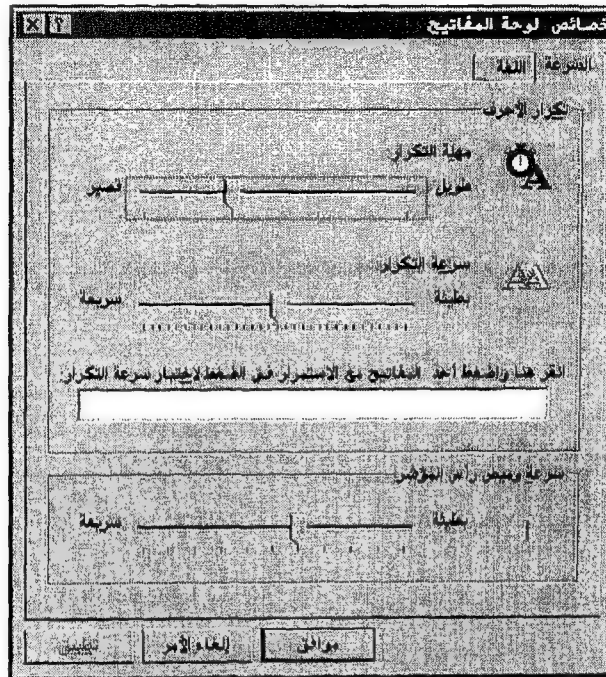 خصائص لوحة المفاتيح
السرعة اللغة
تكرار الأحرف
مهلة التكرار
طويل قصير
سرعة التكرار
بطيئة سريعة
انقر هنا واضغط أحد المفاتيح مع الاستمرار في الضغط لاختبار سرعة التكرار
سرعة وميض رأس المؤشر
بطيئة سريعة
موافق إلغاء الأمر تطبيق